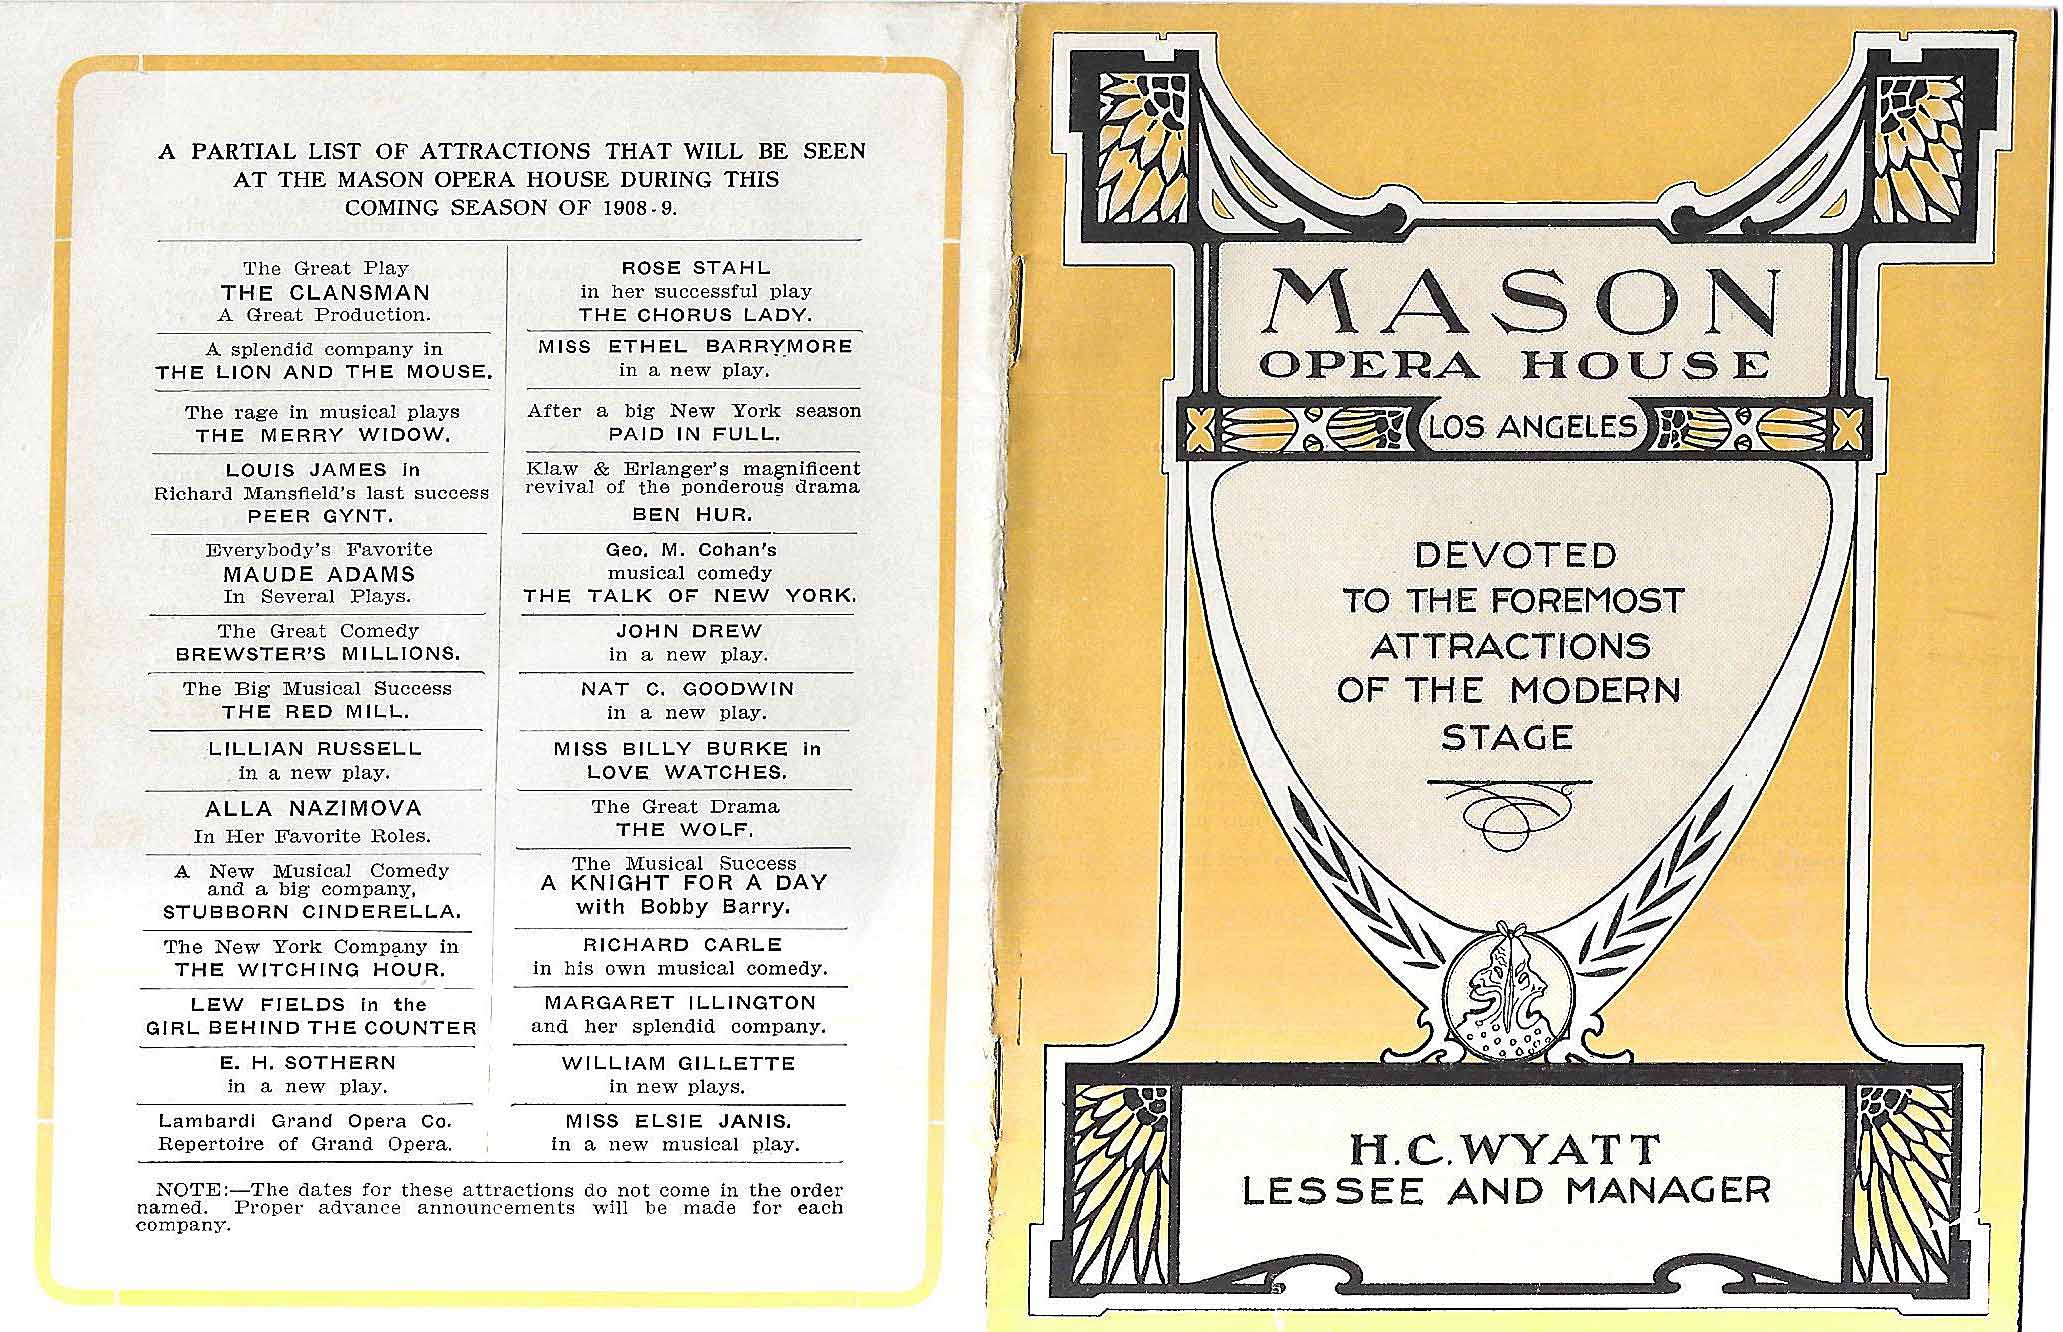 A PARTIAL LIST OF ATTRACTIONS THAT WILL BE SEEN
AT THE MASON OPERA HOUSE DURING THIS
COMING SEASON OF 1908-9.
The Great Play
THE CLANSMAN
A Great Production.
A splendid company in
THE LION AND THE MOUSE.
The rage in musical plays
THE MERRY WIDOW.
LOUIS JAMES in
Richard Mansfield's last success
PEER GYNT.
Everybody's Favorite
MAUDE ADAMS
In Several Plays.
The Great Comedy
BREWSTER'S MILLIONS.
The Big Musical Success
THE RED MILL.
LILLIAN RUSSELL
in a new play.
ALLA NAZIMOVA
In Her Favorite Roles.
A New Musical Comedy
and a big company,
STUBBORN CINDERELLA.
The New York Company in
THE WITCHING HOUR.
LEW FIELDS in the
GIRL BEHIND THE COUNTER
E. H. SOTHERN
in a new play.
Lambardi Grand Opera Co.
Repertoire of Grand Opera.
ROSE STAHL
in her successful play
THE CHORUS LADY.
MISS ETHEL BARRYMORE
in a new play.
After a big New York season
PAID IN FULL.
Klaw & Erlanger's magnificent
revival of the ponderous drama
BEN HUR.
Geo. M. Cohan's
musical comedy
THE TALK OF NEW YORK.
JOHN DREW
in a new play.
NAT C. GOODWIN
in a new play.
MISS BILLY BURKE in
LOVE WATCHES.
The Great Drama
THE WOLF.
The Musical Success
A KNIGHT FOR A DAY
with Bobby Barry.
RICHARD CARLE
in his own musical comedy.
MARGARET ILLINGTON
and her splendid company.
WILLIAM GILLETTE
in new plays.
MISS ELSIE JANIS.
in a new musical play.
NOTE:—The dates for these attractions do not come in the order
named. Proper advance announcements will be made for each
company.
MASON
OPERA HOUSE
LOS ANGELES
DEVOTED
TO THE FOREMOST
ATTRACTIONS
OF THE MODERN
STAGE
H.C. WYATT
LESSEE AND MANAGER